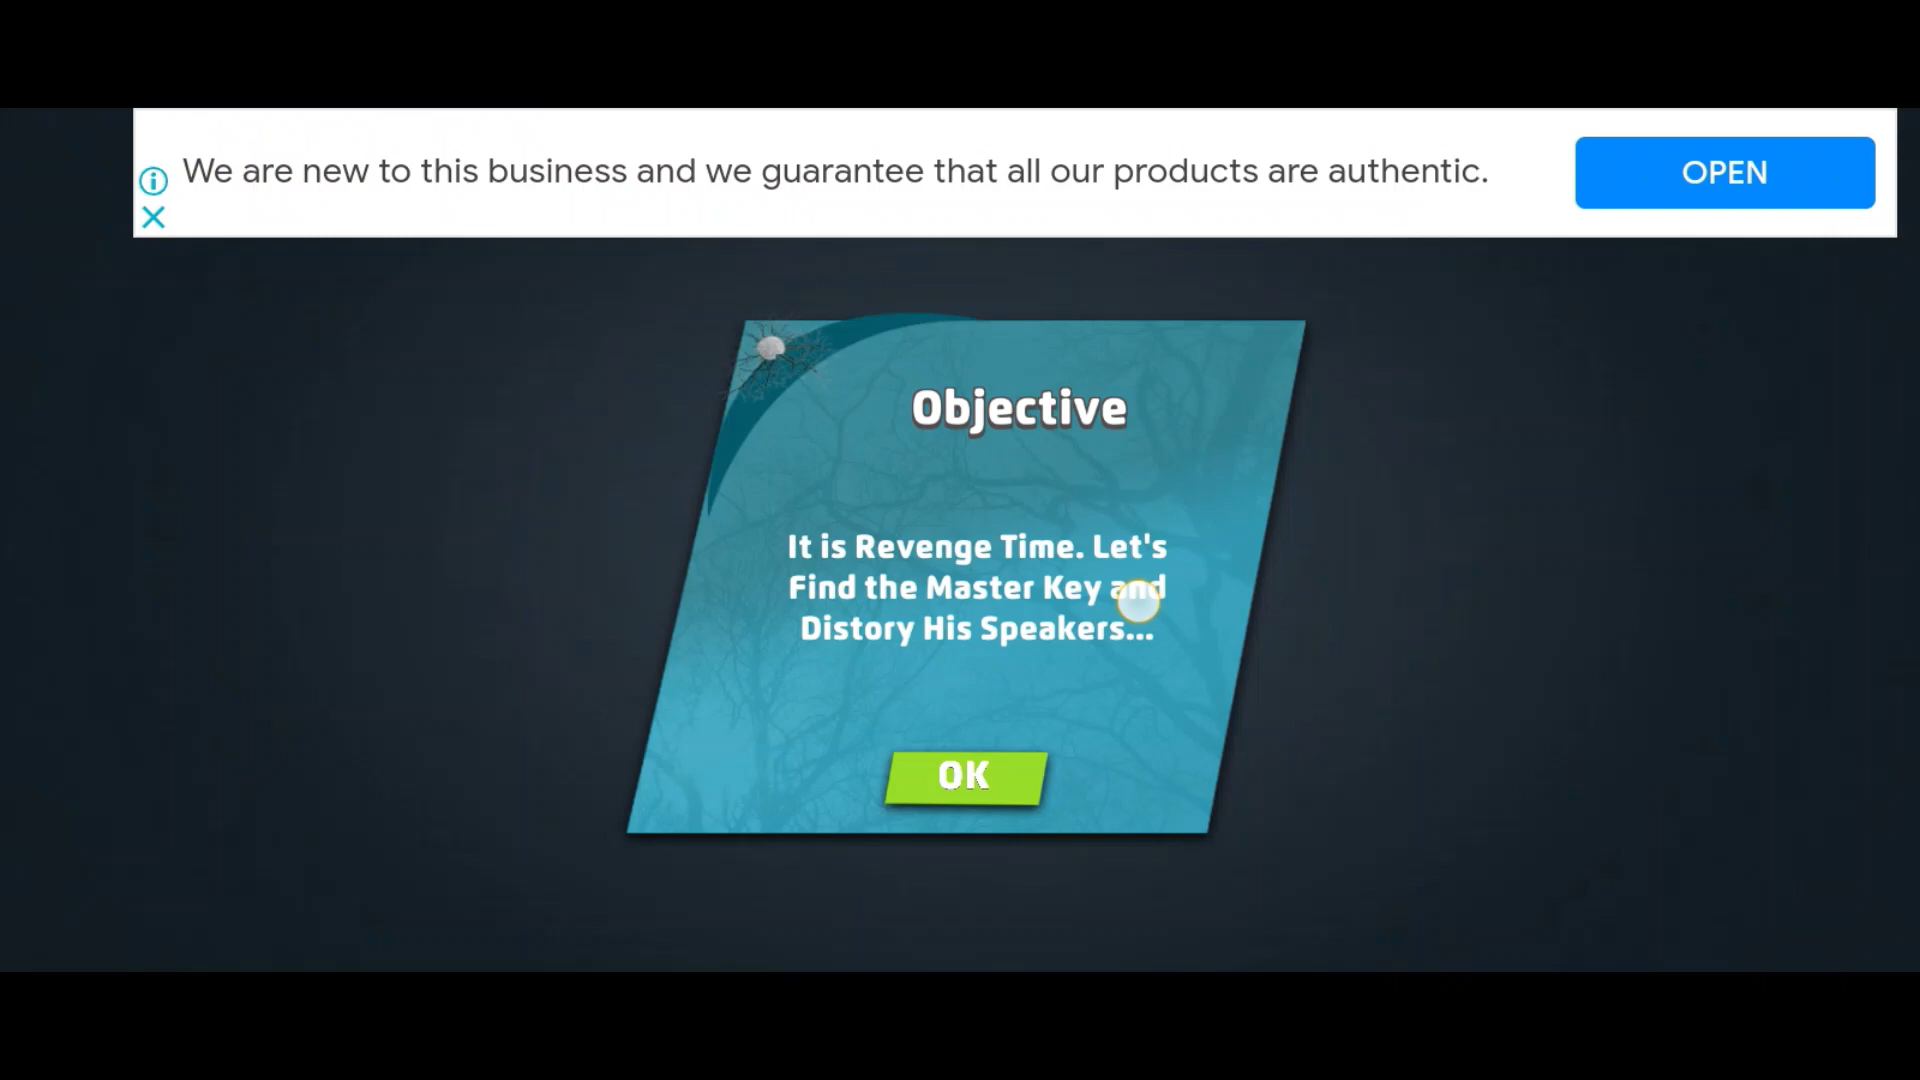 We are new to this business and we guarantee that all our products are authentic.
OPEN
Objective
It is Revenge Time. Let's
Find the Master Key and
Distory His Speakers...
OK